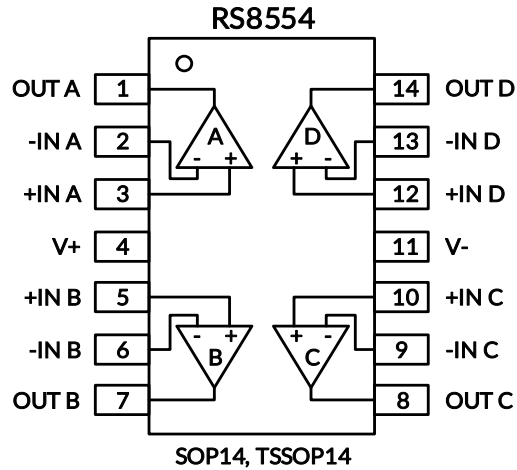 RS8554
OUT A 1 14 OUT D
-IN A 2 A D 13 -IN D
- + + -
+IN A 3 12 +IN D
V+ 4 11 V-
+IN B 5 10 +IN C
- + + -
-IN B 6 B C 9 -IN C
OUT B 7 8 OUT C
SOP14, TSSOP14